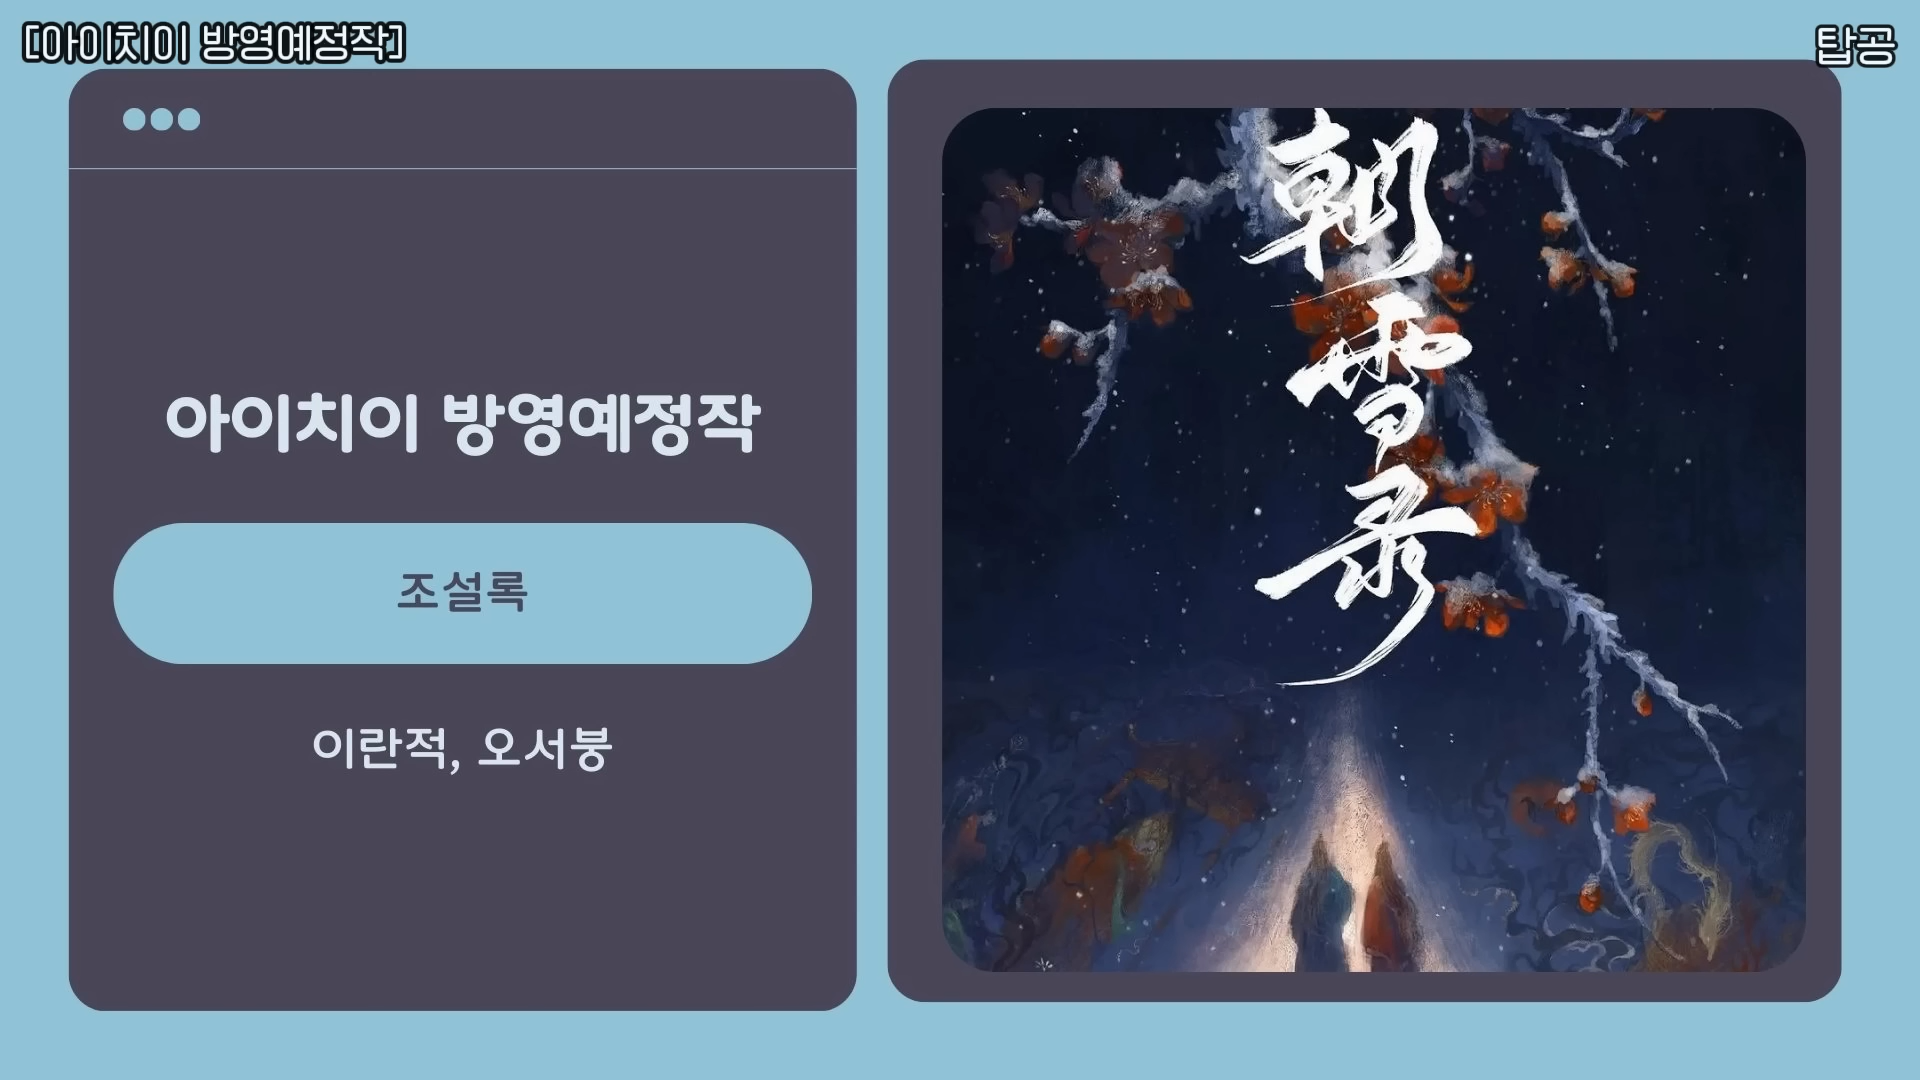 [아이치이 방영예정작]
탑공
아이치이 방영예정작
조설록
이란적, 오서붕
朝
雪
录